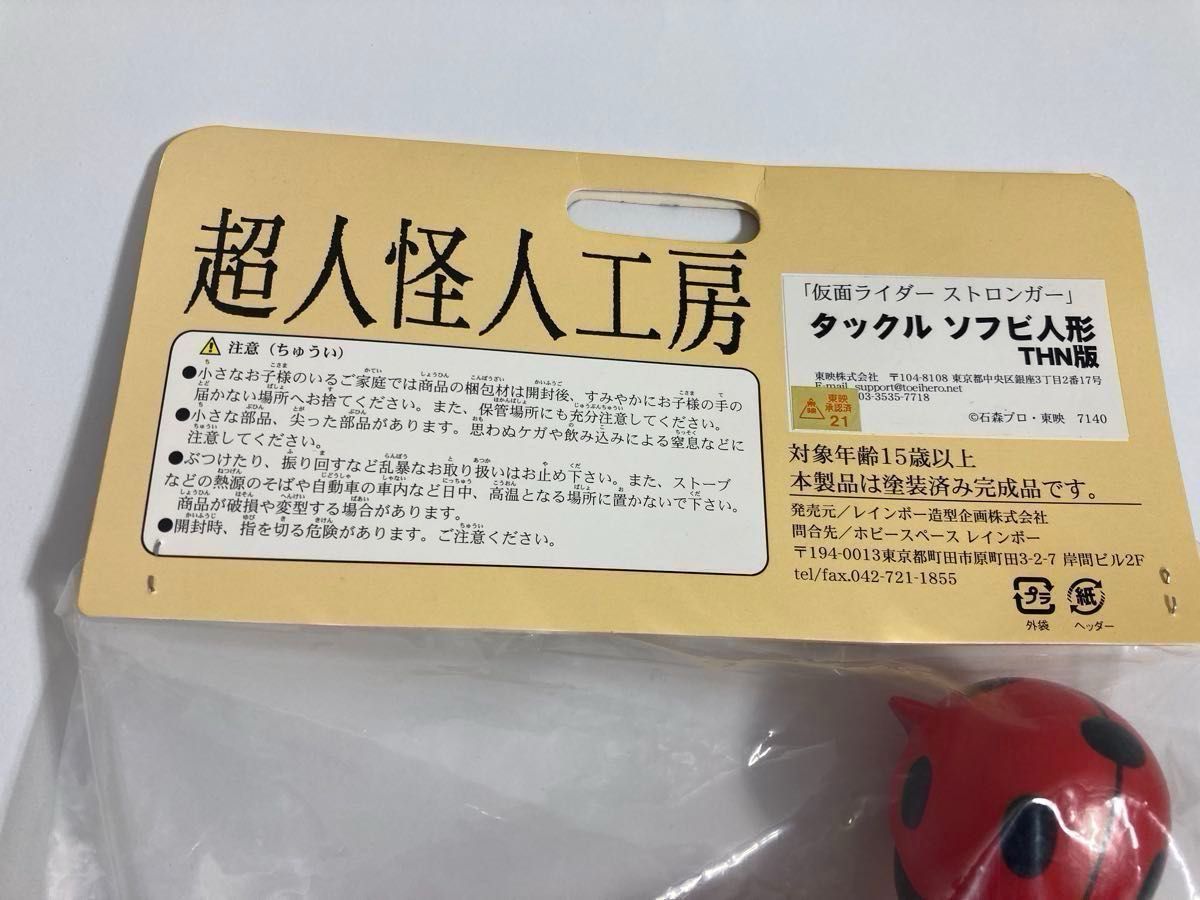 超人怪人工房
注意（ちゅうい）
●小さなお子様のいるご家庭では商品の梱包材は開封後、すみやかにお子様の手の
届かない場所へお捨てください。また、保管場所にも充分注意してください。
●小さな部品、尖った部品があります。思わぬケガや飲み込みによる窒息などに
注意してください。
●ぶつけたり、振り回すなど乱暴なお取り扱いはお止め下さい。また、ストーブ
などの熱源のそばや自動車の車内など日中、高温となる場所に置かないで下さい。
商品が破損や変型する場合があります。
●開封時、指を切る危険があります。ご注意ください。
「仮面ライダー ストロンガー」
タックル ソフビ人形
THN版
東映株式会社 〒104-8108 東京都中央区銀座3丁目2番17号
E-mail support@toeihero.net
03-3535-7718
東映
承認済
21
©石森プロ・東映 7140
対象年齢15歳以上
本製品は塗装済み完成品です。
発売元／レインボー造型企画株式会社
問合先／ホビースペース レインボー
〒194-0013東京都町田市原町田3-2-7 岸間ビル2F
tel/fax.042-721-1855
プラ 紙
外袋 ヘッダー